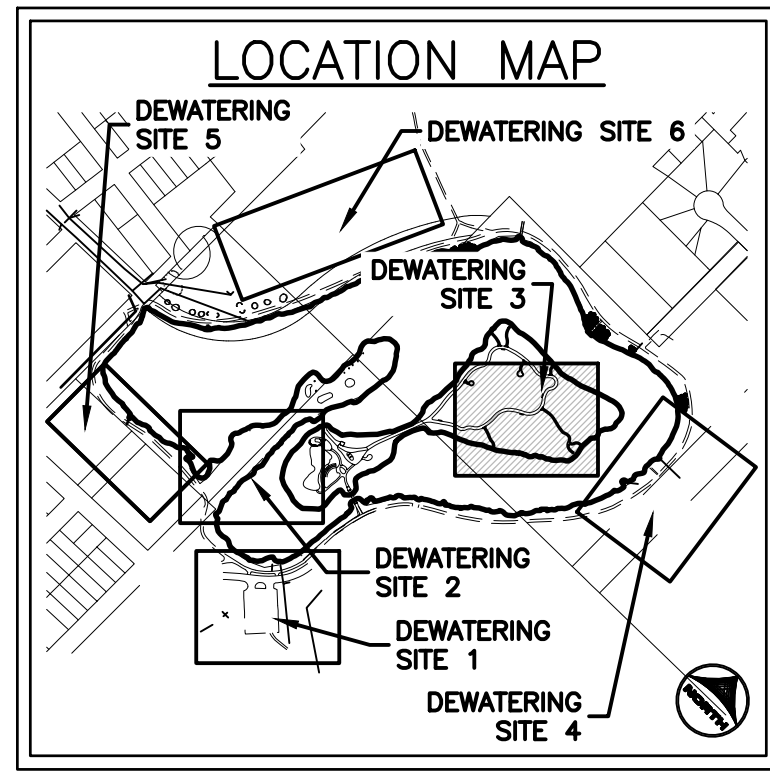 LOCATION MAP
DEWATERING
SITE 5
DEWATERING SITE 6
DEWATERING
SITE 3
DEWATERING
SITE 2
DEWATERING
SITE 1
DEWATERING
SITE 4
NORTH